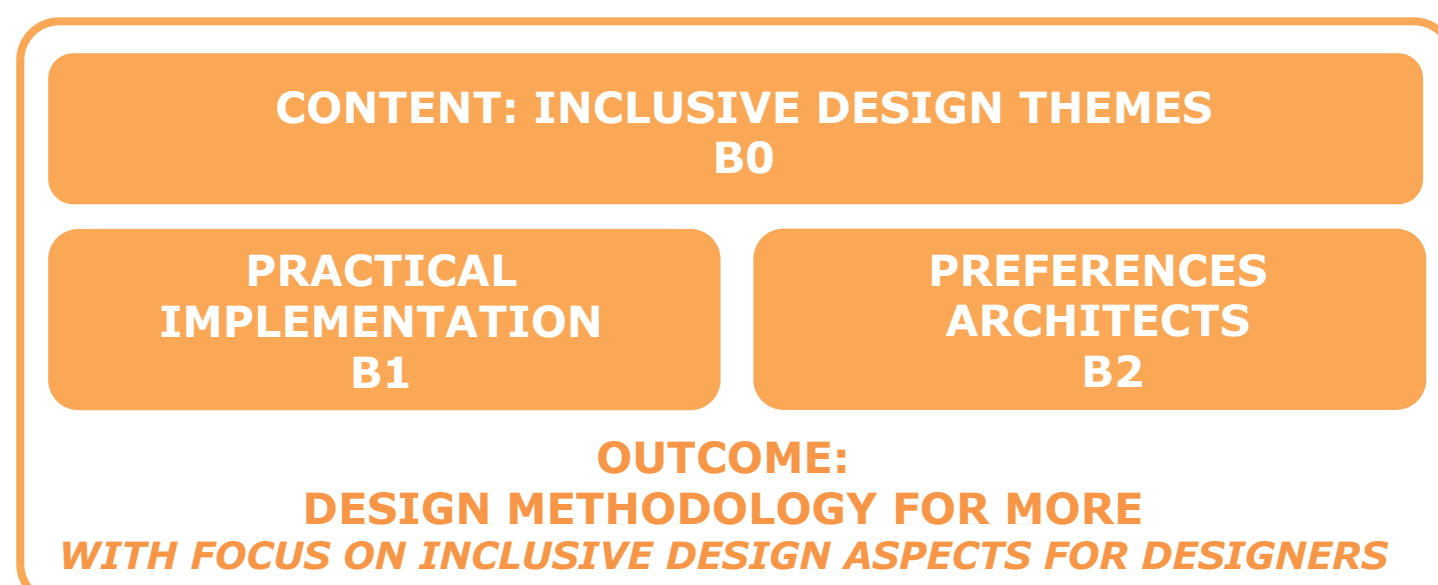 CONTENT: INCLUSIVE DESIGN THEMES
B0
PRACTICAL
IMPLEMENTATION
B1
PREFERENCES
ARCHITECTS
B2
OUTCOME:
DESIGN METHODOLOGY FOR MORE
WITH FOCUS ON INCLUSIVE DESIGN ASPECTS FOR DESIGNERS